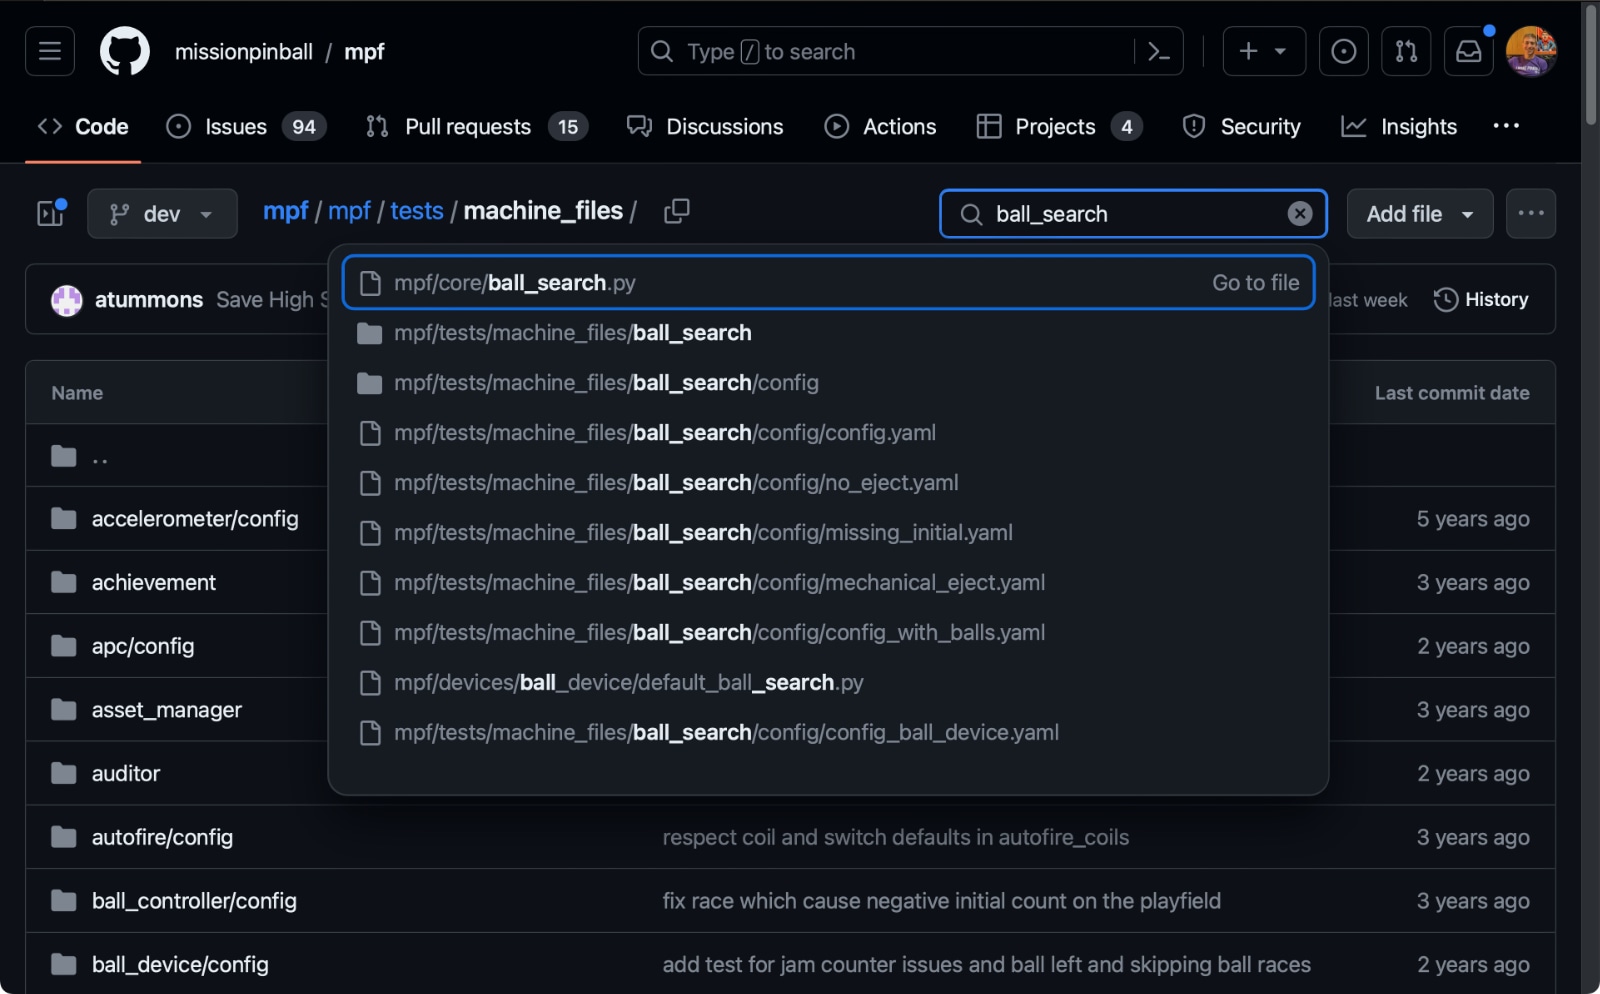 missionpinball / mpf
Type / to search
Code
Issues 94
Pull requests 15
Discussions
Actions
Projects 4
Security
Insights
dev
mpf / mpf / tests / machine_files /
ball_search
Add file
atummons Save High S
last week
History
mpf/core/ball_search.py Go to file
mpf/tests/machine_files/ball_search
mpf/tests/machine_files/ball_search/config
mpf/tests/machine_files/ball_search/config/config.yaml
mpf/tests/machine_files/ball_search/config/no_eject.yaml
mpf/tests/machine_files/ball_search/config/missing_initial.yaml
mpf/tests/machine_files/ball_search/config/mechanical_eject.yaml
mpf/tests/machine_files/ball_search/config/config_with_balls.yaml
mpf/devices/ball_device/default_ball_search.py
mpf/tests/machine_files/ball_search/config/config_ball_device.yaml
Name Last commit date
..
accelerometer/config 5 years ago
achievement 3 years ago
apc/config 2 years ago
asset_manager 3 years ago
auditor 2 years ago
autofire/config respect coil and switch defaults in autofire_coils 3 years ago
ball_controller/config fix race which cause negative initial count on the playfield 3 years ago
ball_device/config add test for jam counter issues and ball left and skipping ball races 2 years ago